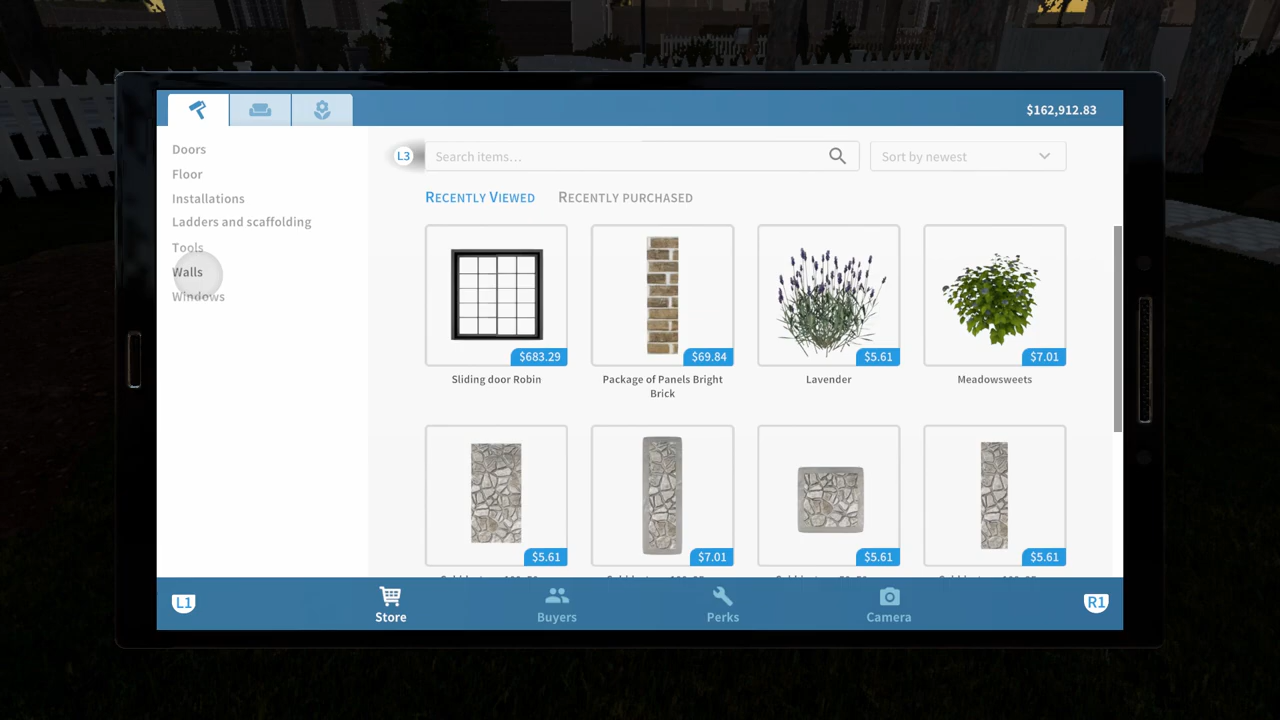 $162,912.83
Doors
Floor
Installations
Ladders and scaffolding
Tools
Walls
Windows
L3
Search items...
Sort by newest
Recently Viewed
Recently purchased
$683.29
$69.84
$5.61
$7.01
Sliding door Robin
Package of Panels Bright
Brick
Lavender
Meadowsweets
$5.61
$7.01
$5.61
$5.61
L1
Store
Buyers
Perks
Camera
R1